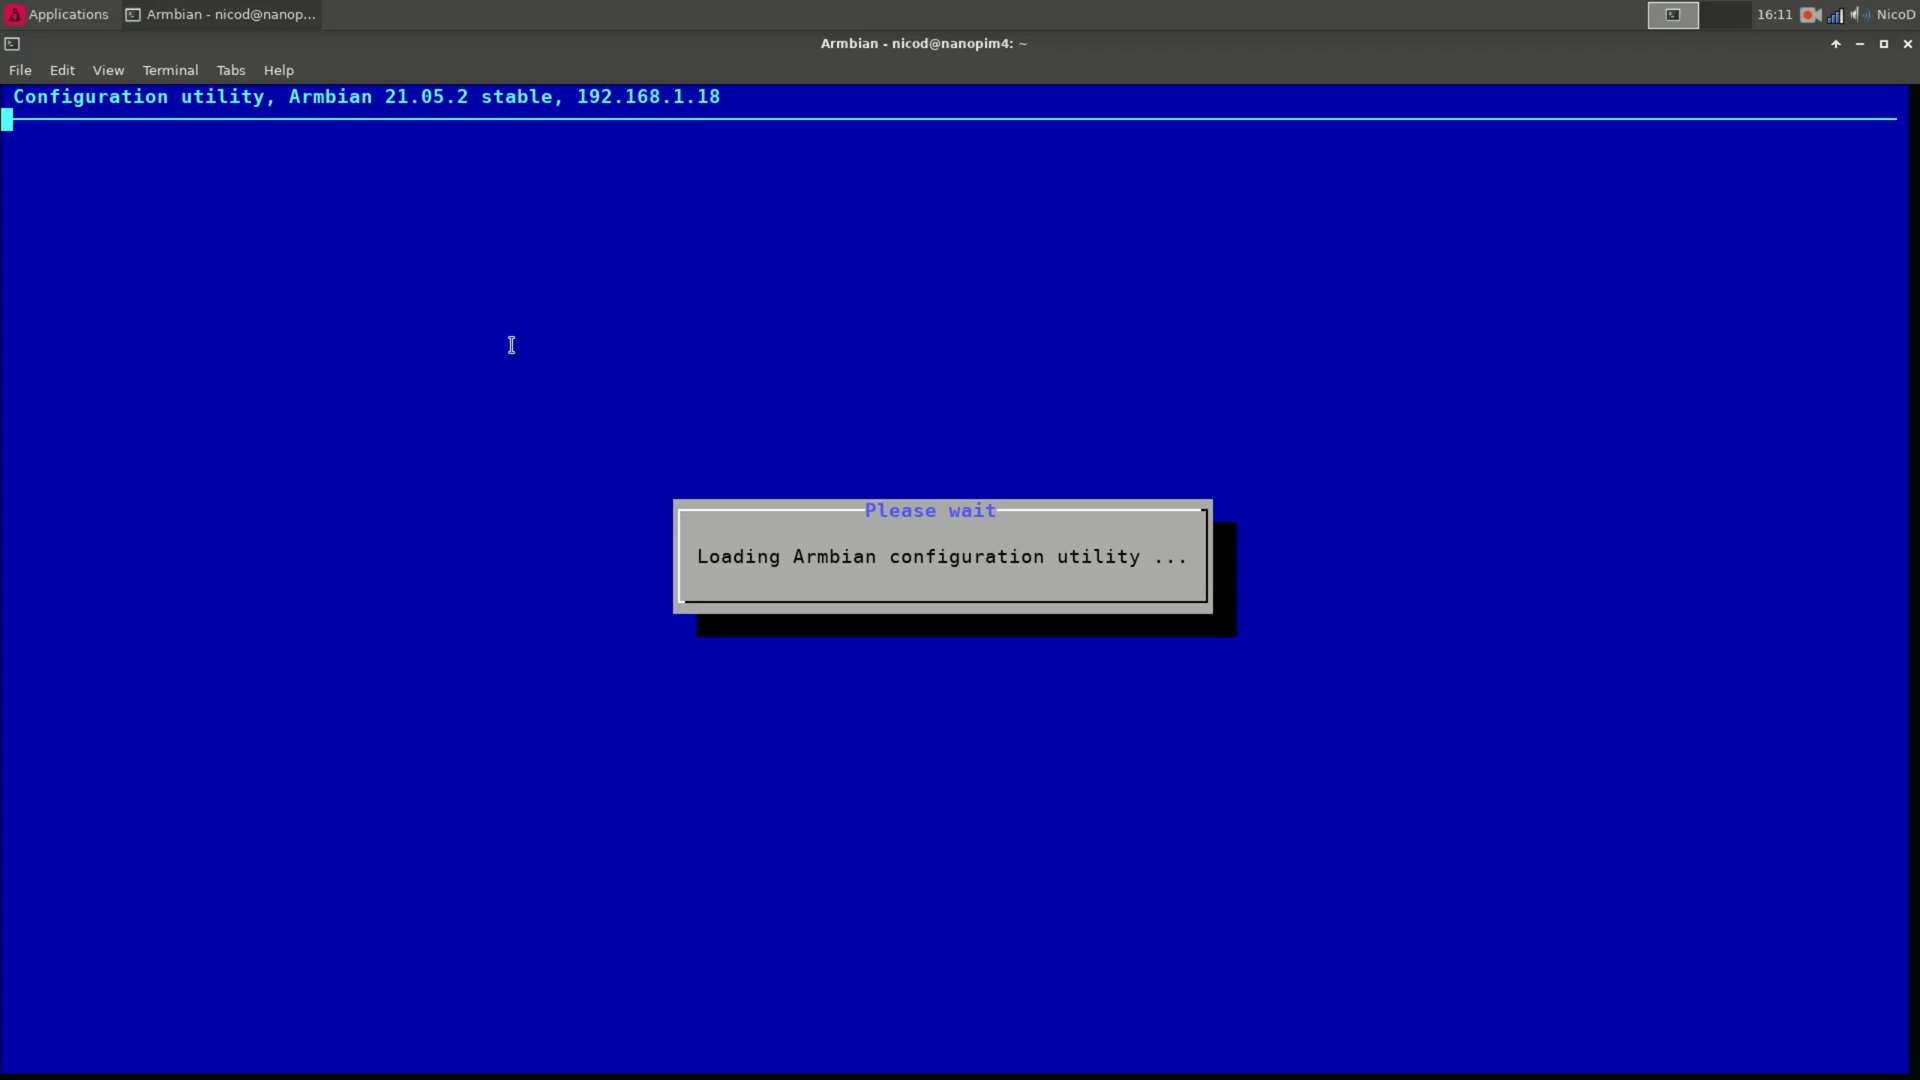 Applications
Armbian - nicod@nanop...
16:11
NicoD
Armbian - nicod@nanopim4: ~
File Edit View Terminal Tabs Help
Configuration utility, Armbian 21.05.2 stable, 192.168.1.18
Please wait
Loading Armbian configuration utility ...